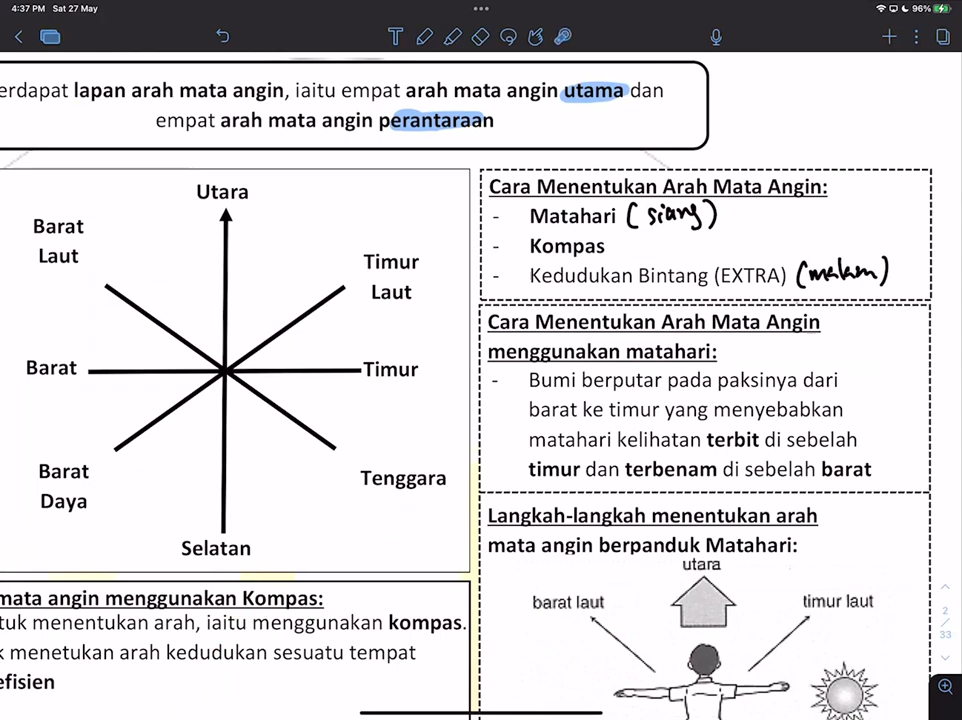 4:37 PM Sat 27 May
96%
erdapat lapan arah mata angin, iaitu empat arah mata angin utama dan
empat arah mata angin perantaraan
Utara
Barat
Laut
Timur
Laut
Barat
Timur
Barat
Daya
Tenggara
Selatan
Cara Menentukan Arah Mata Angin:
- Matahari (siang)
- Kompas
- Kedudukan Bintang (EXTRA) (malam)
Cara Menentukan Arah Mata Angin
menggunakan matahari:
- Bumi berputar pada paksinya dari
barat ke timur yang menyebabkan
matahari kelihatan terbit di sebelah
timur dan terbenam di sebelah barat
Langkah-langkah menentukan arah
mata angin berpanduk Matahari:
utara
barat laut
timur laut
mata angin menggunakan Kompas:
tuk menentukan arah, iaitu menggunakan kompas.
k menetukan arah kedudukan sesuatu tempat
efisien
2
/
33